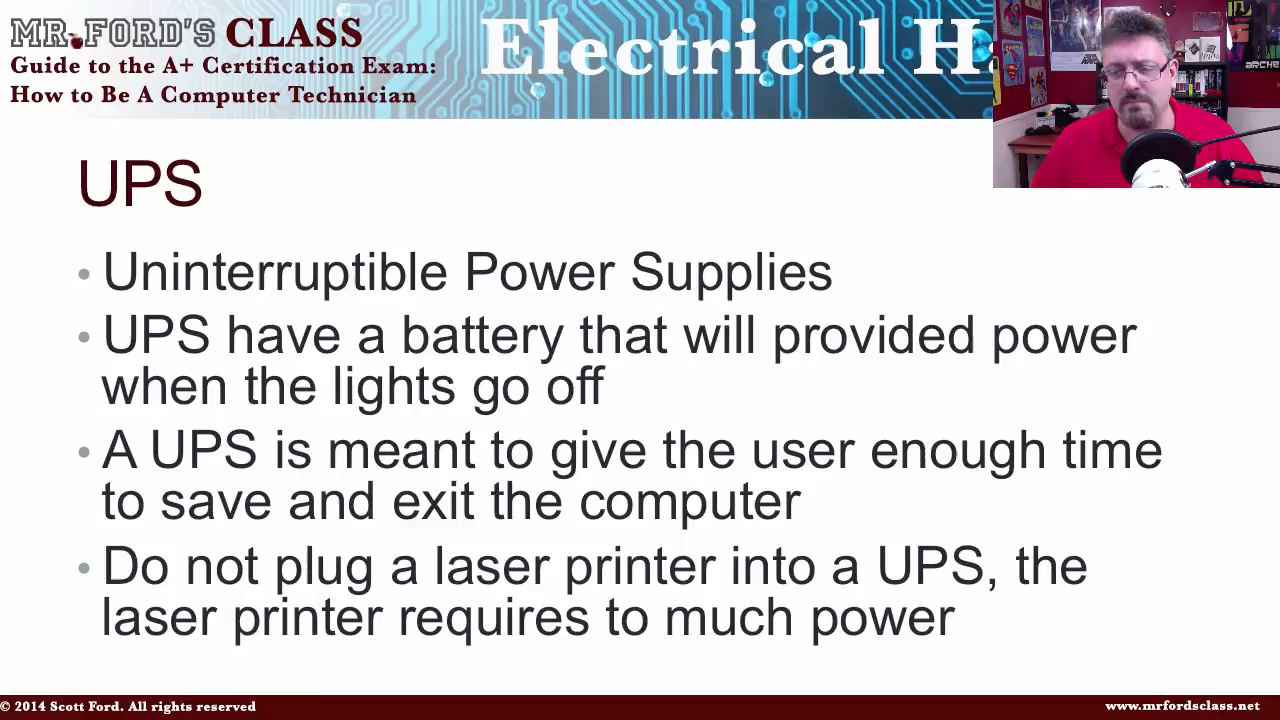 MR. FORD'S CLASS
Guide to the A+ Certification Exam:
How to Be A Computer Technician
Electrical Ha
UPS
• Uninterruptible Power Supplies
• UPS have a battery that will provided power
when the lights go off
• A UPS is meant to give the user enough time
to save and exit the computer
• Do not plug a laser printer into a UPS, the
laser printer requires to much power
© 2014 Scott Ford. All rights reserved
www.mrfordsclass.net